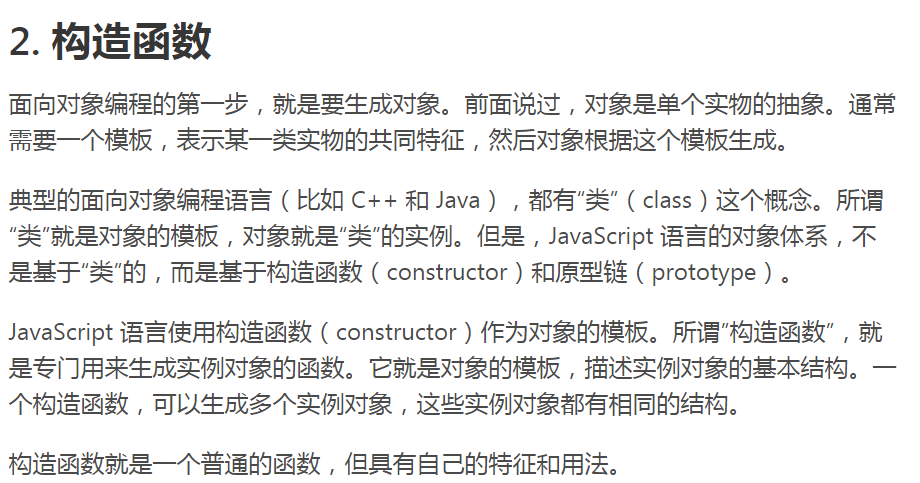 2. 构造函数
面向对象编程的第一步，就是要生成对象。前面说过，对象是单个实物的抽象。通常
需要一个模板，表示某一类实物的共同特征，然后对象根据这个模板生成。
典型的面向对象编程语言（比如 C++ 和 Java），都有“类”（class）这个概念。所谓
“类”就是对象的模板，对象就是“类”的实例。但是，JavaScript 语言的对象体系，不
是基于“类”的，而是基于构造函数（constructor）和原型链（prototype）。
JavaScript 语言使用构造函数（constructor）作为对象的模板。所谓”构造函数”，就
是专门用来生成实例对象的函数。它就是对象的模板，描述实例对象的基本结构。一
个构造函数，可以生成多个实例对象，这些实例对象都有相同的结构。
构造函数就是一个普通的函数，但具有自己的特征和用法。